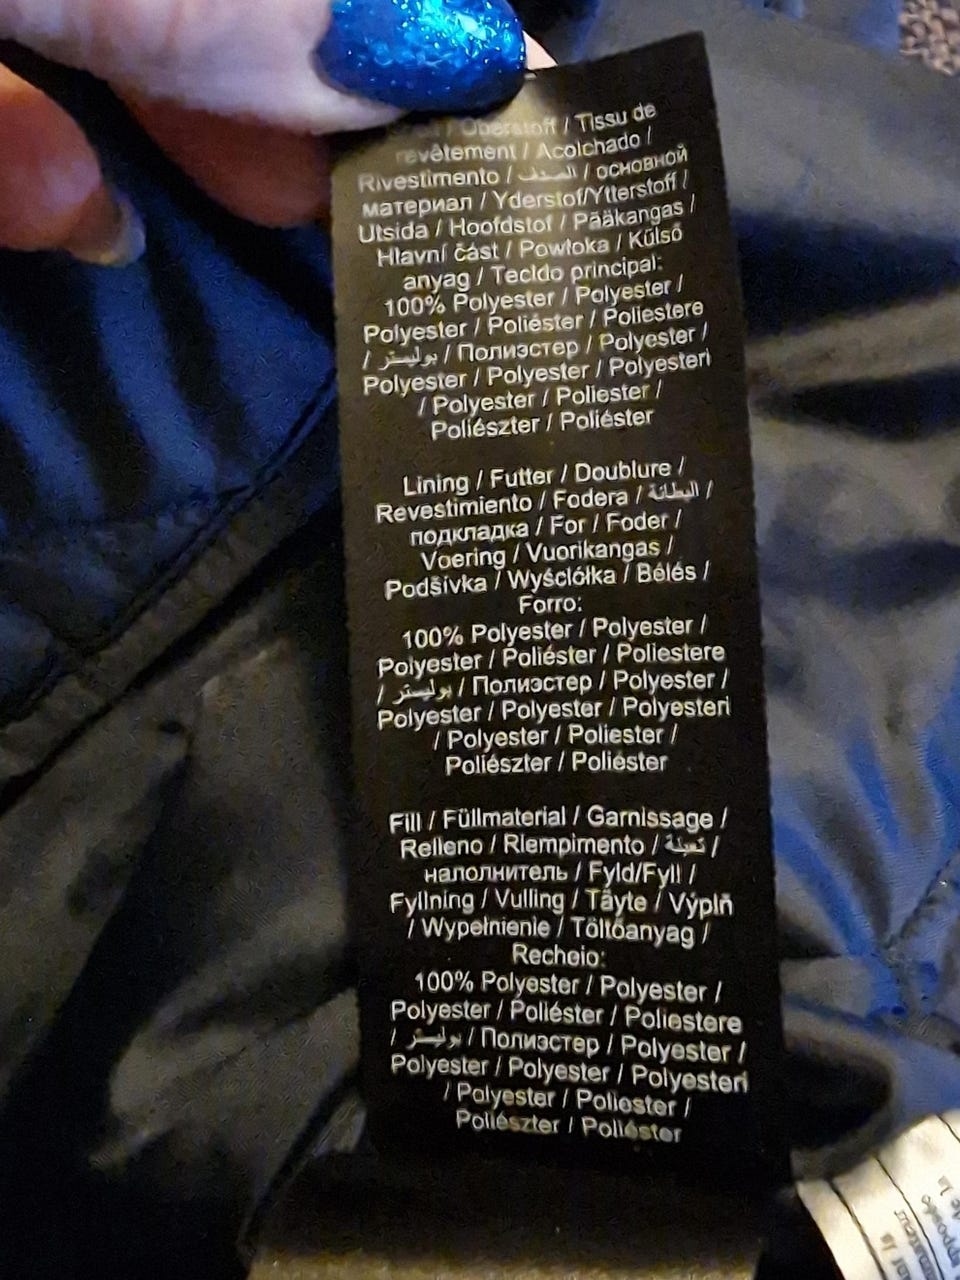 Oberstoff / Tissu de
revêtement / Acolchado /
Rivestimento / الصدف / основной
материал / Yderstof/Ytterstoff /
Utsida / Hoofdstof / Pääkangas /
Hlavní část / Powłoka / Külső
anyag / Tecido principal:
100% Polyester / Polyester /
Polyester / Poliéster / Poliestere
/ بوليستر / Полиэстер / Polyester /
Polyester / Polyester / Polyesteri
/ Polyester / Poliester /
Poliészter / Poliéster
Lining / Futter / Doublure /
Revestimiento / Fodera / البطانة /
подкладка / For / Foder /
Voering / Vuorikangas /
Podšívka / Wyściółka / Bélés /
Forro:
100% Polyester / Polyester /
Polyester / Poliéster / Poliestere
/ بوليستر / Полиэстер / Polyester /
Polyester / Polyester / Polyesteri
/ Polyester / Poliester /
Poliészter / Poliéster
Fill / Füllmaterial / Garnissage /
Relleno / Riempimento / تعبئة /
наполнитель / Fyld/Fyll /
Fyllning / Vulling / Täyte / Výplň
/ Wypełnienie / Töltőanyag /
Recheio:
100% Polyester / Polyester /
Polyester / Poliéster / Poliestere
/ بوليستر / Полиэстер / Polyester /
Polyester / Polyester / Polyesteri
/ Polyester / Poliester /
Poliészter / Poliéster